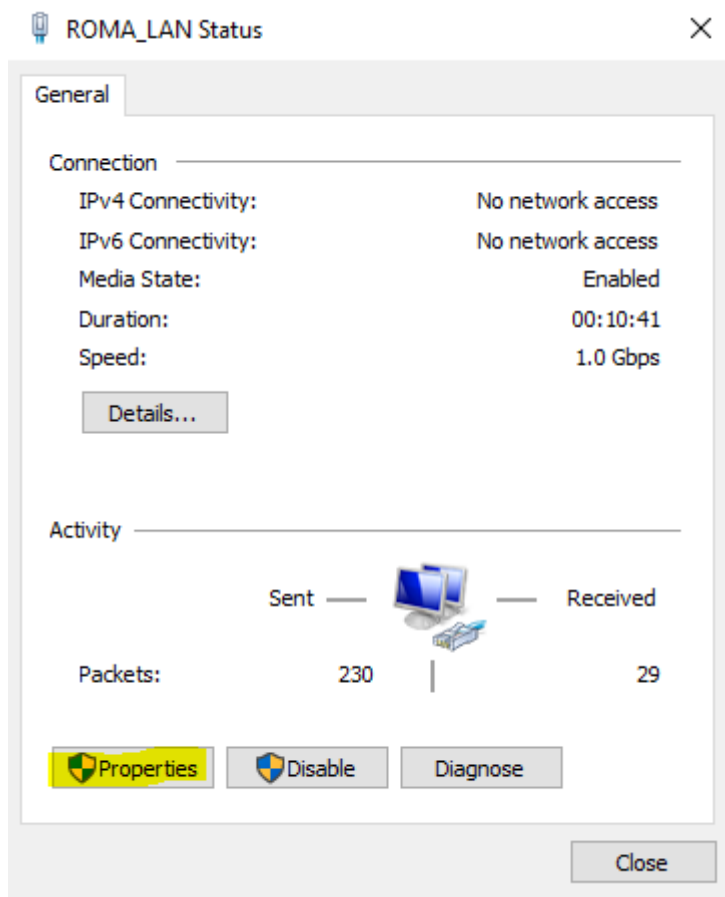 ROMA_LAN Status
General
Connection
IPv4 Connectivity: No network access
IPv6 Connectivity: No network access
Media State: Enabled
Duration: 00:10:41
Speed: 1.0 Gbps
Details...
Activity
Sent Received
Packets: 230 29
Properties Disable Diagnose
Close